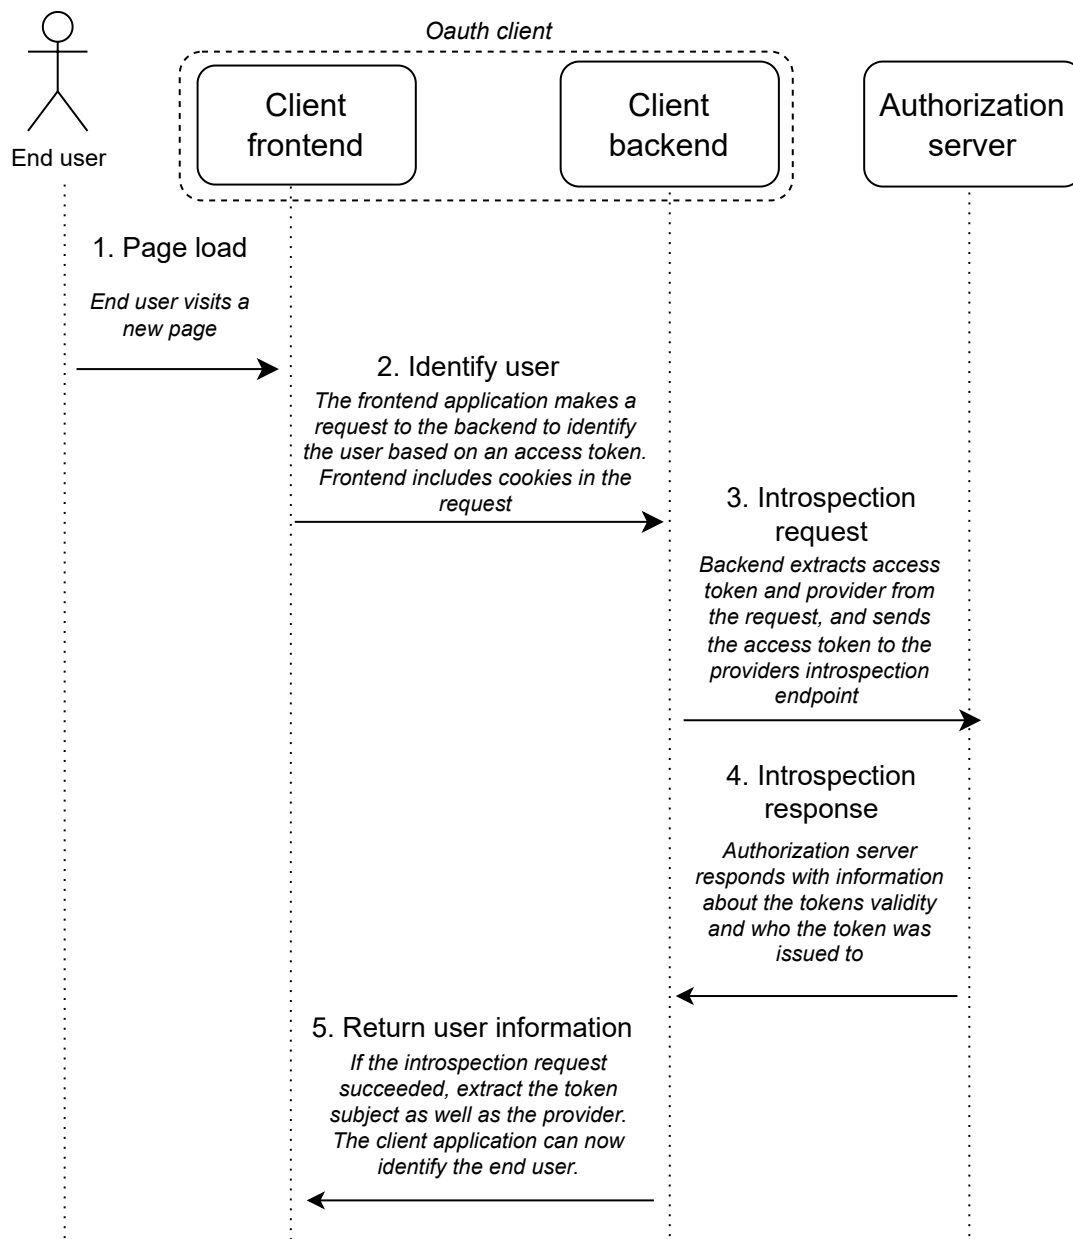 Oauth client
Client
frontend
Client
backend
Authorization
server
End user
1. Page load
End user visits a
new page
2. Identify user
The frontend application makes a
request to the backend to identify
the user based on an access token.
Frontend includes cookies in the
request
3. Introspection
request
Backend extracts access
token and provider from
the request, and sends
the access token to the
providers introspection
endpoint
4. Introspection
response
Authorization server
responds with information
about the tokens validity
and who the token was
issued to
5. Return user information
If the introspection request
succeeded, extract the token
subject as well as the provider.
The client application can now
identify the end user.